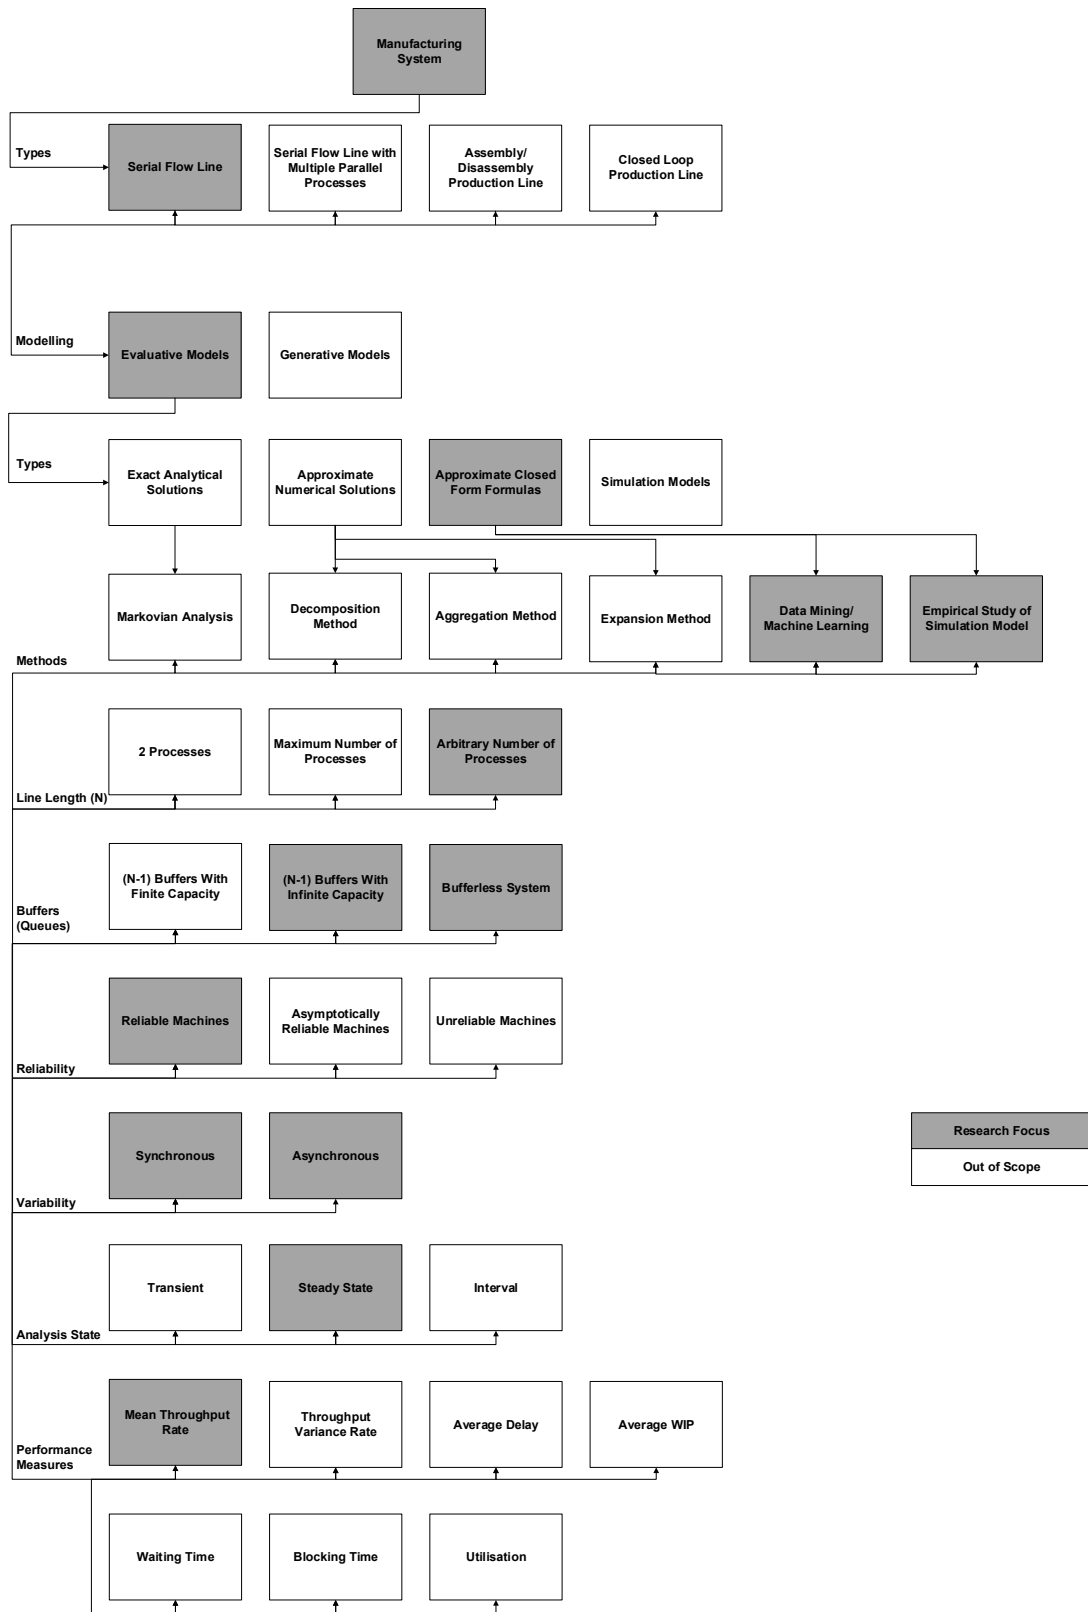 Manufacturing
System
Types
Serial Flow Line
Serial Flow Line with
Multiple Parallel
Processes
Assembly/
Disassembly
Production Line
Closed Loop
Production Line
Modelling
Evaluative Models
Generative Models
Types
Exact Analytical
Solutions
Approximate
Numerical Solutions
Approximate Closed
Form Formulas
Simulation Models
Markovian Analysis
Decomposition
Method
Aggregation Method
Expansion Method
Data Mining/
Machine Learning
Empirical Study of
Simulation Model
Methods
2 Processes
Maximum Number of
Processes
Arbitrary Number of
Processes
Line Length (N)
(N-1) Buffers With
Finite Capacity
(N-1) Buffers With
Infinite Capacity
Bufferless System
Buffers
(Queues)
Reliable Machines
Asymptotically
Reliable Machines
Unreliable Machines
Reliability
Synchronous
Asynchronous
Variability
Research Focus
Out of Scope
Transient
Steady State
Interval
Analysis State
Mean Throughput
Rate
Throughput
Variance Rate
Average Delay
Average WIP
Performance
Measures
Waiting Time
Blocking Time
Utilisation